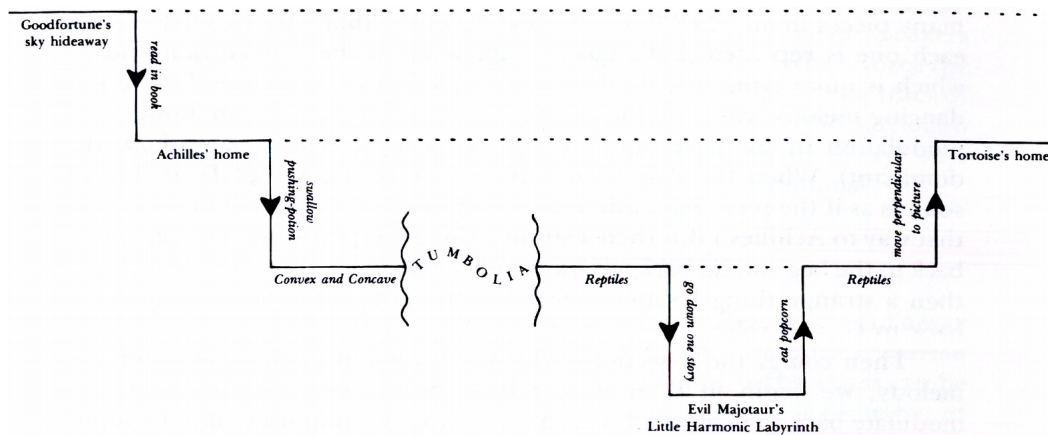 Goodfortune's
sky hideaway
read in book
Achilles' home
swallow
pushing-potion
Convex and Concave
TUMBOLIA
Reptiles
go down one story
Evil Majotaur's
Little Harmonic Labyrinth
eat popcorn
Reptiles
move perpendicular
to picture
Tortoise's home